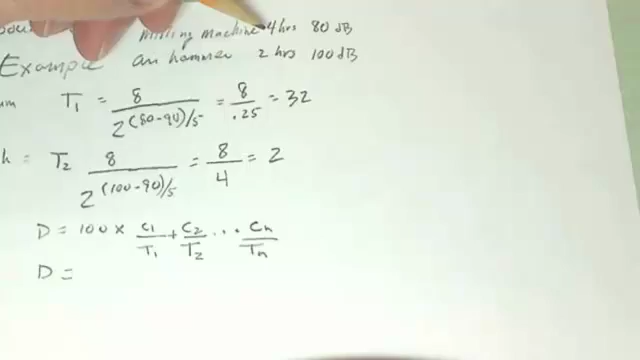 Milling Machine 4 hrs 80 dB
Example air hammer 2 hrs 100 dB
T₁ = 8 / 2^(80-90)/5 = 8 / .25 = 32
T₂ 8 / 2^(100-90)/5 = 8 / 4 = 2
D = 100 × C₁/T₁ + C₂/T₂ ... Cₙ/Tₙ
D =